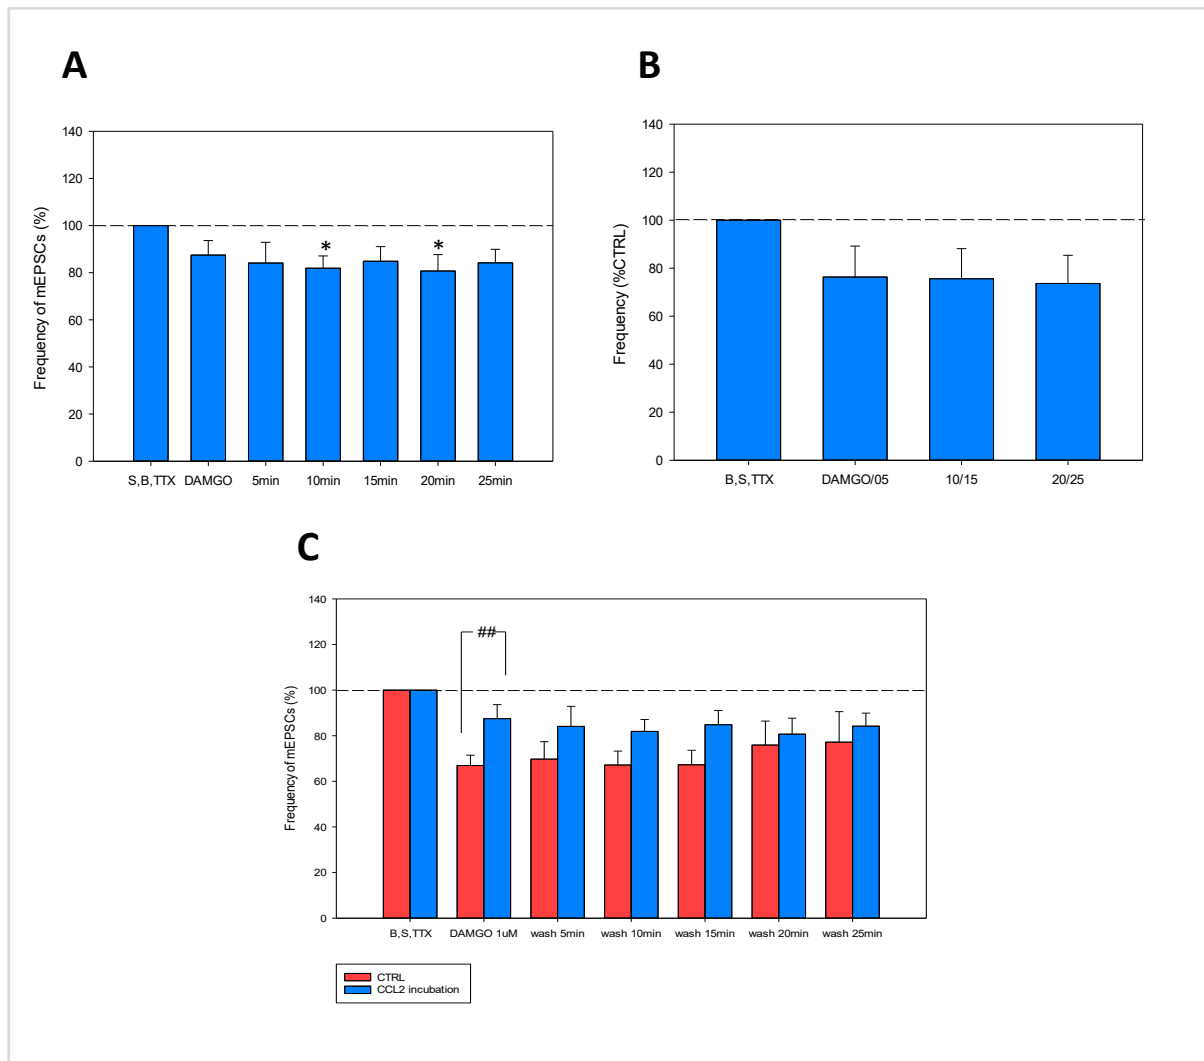 A
140
120
100
80
60
40
20
0
Frequency of mEPSCs (%)
* *
S,B,TTX DAMGO 5min 10min 15min 20min 25min
B
140
120
100
80
60
40
20
0
Frequency (%CTRL)
B,S,TTX DAMGO/05 10/15 20/25
C
140
120
100
80
60
40
20
0
Frequency of mEPSCs (%)
##
B,S,TTX DAMGO 1uM wash 5min wash 10min wash 15min wash 20min wash 25min
CTRL
CCL2 incubation